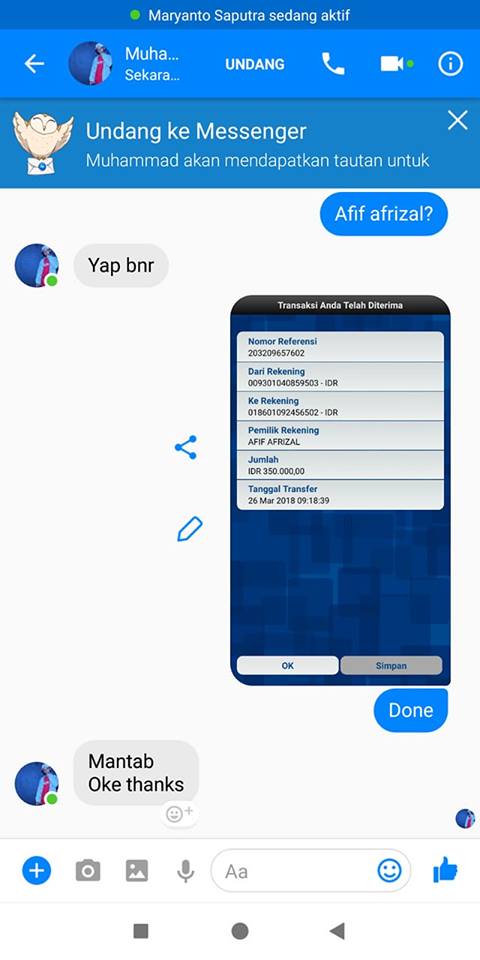 Maryanto Saputra sedang aktif
Muha...
Sekara...
UNDANG
Undang ke Messenger
Muhammad akan mendapatkan tautan untuk
Afif afrizal?
Yap bnr
Transaksi Anda Telah Diterima
Nomor Referensi
203209657602
Dari Rekening
009301040859503 - IDR
Ke Rekening
018601092456502 - IDR
Pemilik Rekening
AFIF AFRIZAL
Jumlah
IDR 350.000,00
Tanggal Transfer
26 Mar 2018 09:18:39
OK
Simpan
Done
Mantab
Oke thanks
Aa